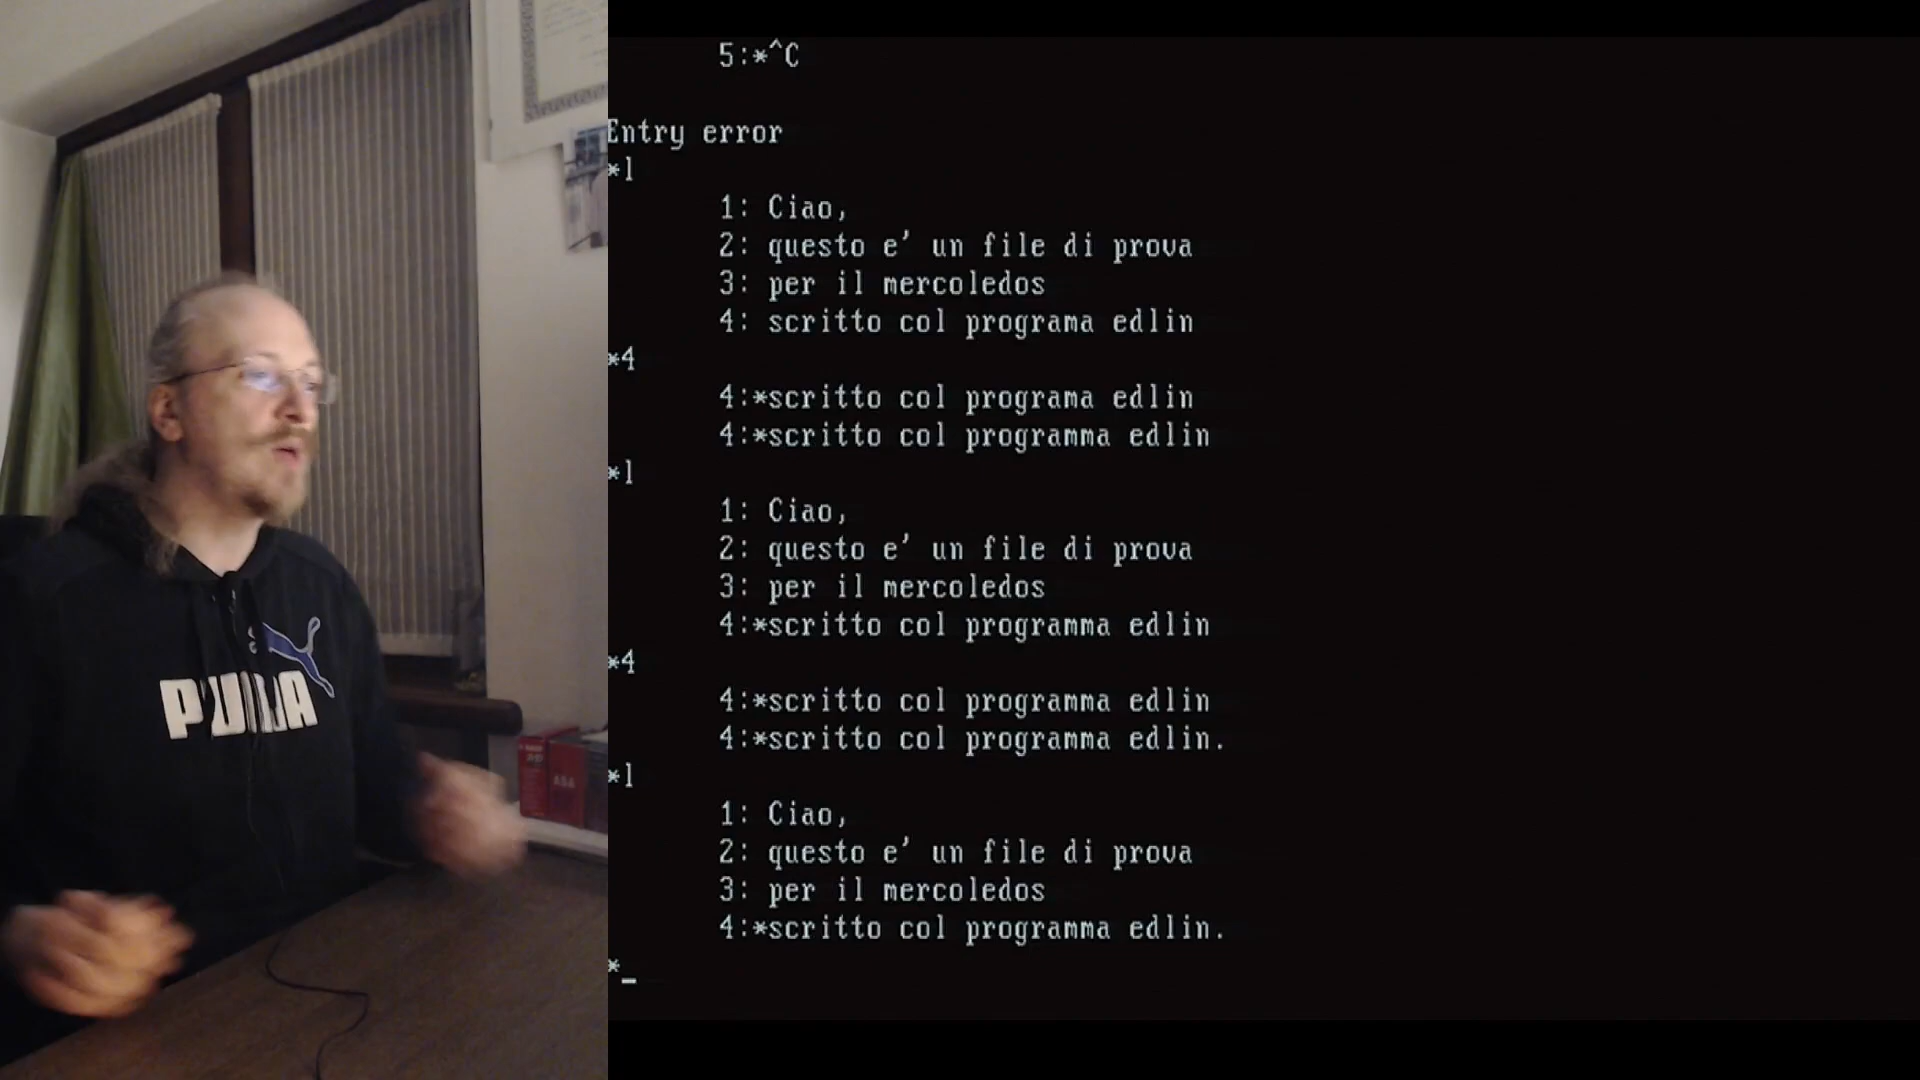 5:*^C
Entry error
*l
1: Ciao,
2: questo e' un file di prova
3: per il mercoledos
4: scritto col programa edlin
*4
4:*scritto col programa edlin
4:*scritto col programma edlin
*l
1: Ciao,
2: questo e' un file di prova
3: per il mercoledos
4:*scritto col programma edlin
*4
4:*scritto col programma edlin
4:*scritto col programma edlin.
*l
1: Ciao,
2: questo e' un file di prova
3: per il mercoledos
4:*scritto col programma edlin.
*_
PUMA